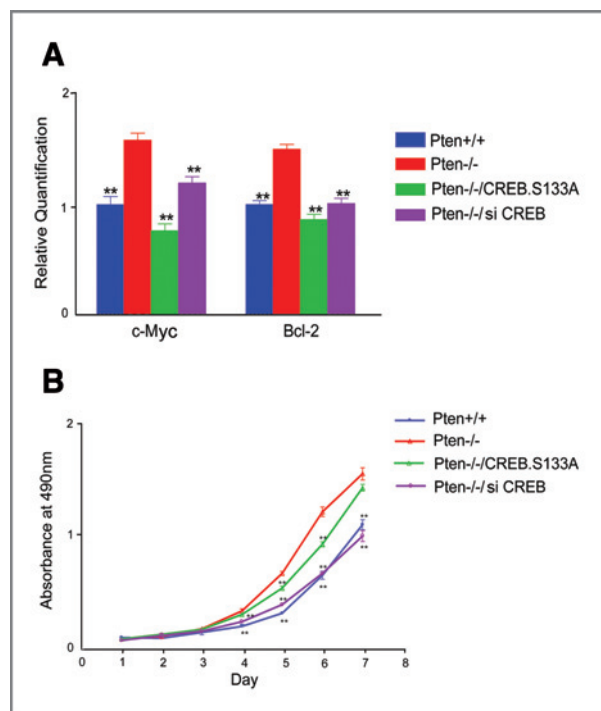 A
Relative Quantification
2
1
0
** ** ** ** ** **
c-Myc Bcl-2
Pten+/+
Pten-/-
Pten-/-/CREB.S133A
Pten-/-/si CREB
B
Absorbance at 490nm
2
1
0
** ** ** ** ** ** ** ** ** **
0 1 2 3 4 5 6 7 8
Day
Pten+/+
Pten-/-
Pten-/-/CREB.S133A
Pten-/-/si CREB